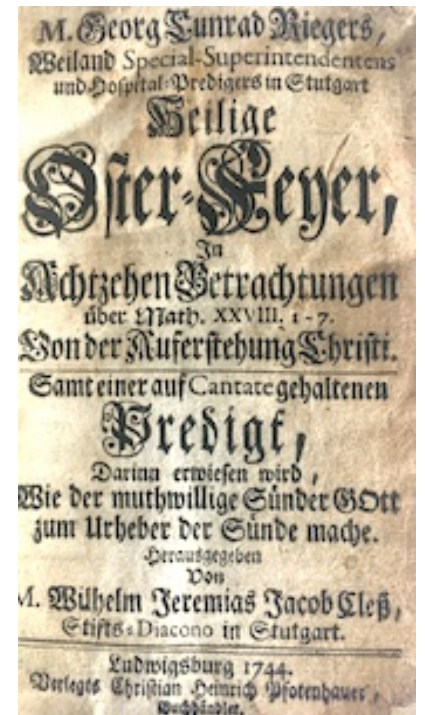 M. Georg Cunrad Riegers,
Weiland Special-Superintendentens
und Hospital-Predigers in Stutgart
Heilige
Oster-Feyer,
In
Achtzehen Betrachtungen
über Math. XXVIII. 1-7.
Von der Auferstehung Christi.
Samt einer auf Cantate gehaltenen
Predigt,
Darinn erwiesen wird,
Wie der muthwillige Sünder GOtt
zum Urheber der Sünde mache.
Herausgegeben
Von
M. Wilhelm Jeremias Jacob Cleß,
Stifts-Diacono in Stutgart.
Ludwigsburg 1744.
Verlegts Christian Heinrich Pfotenhauer,
Buchhändler.